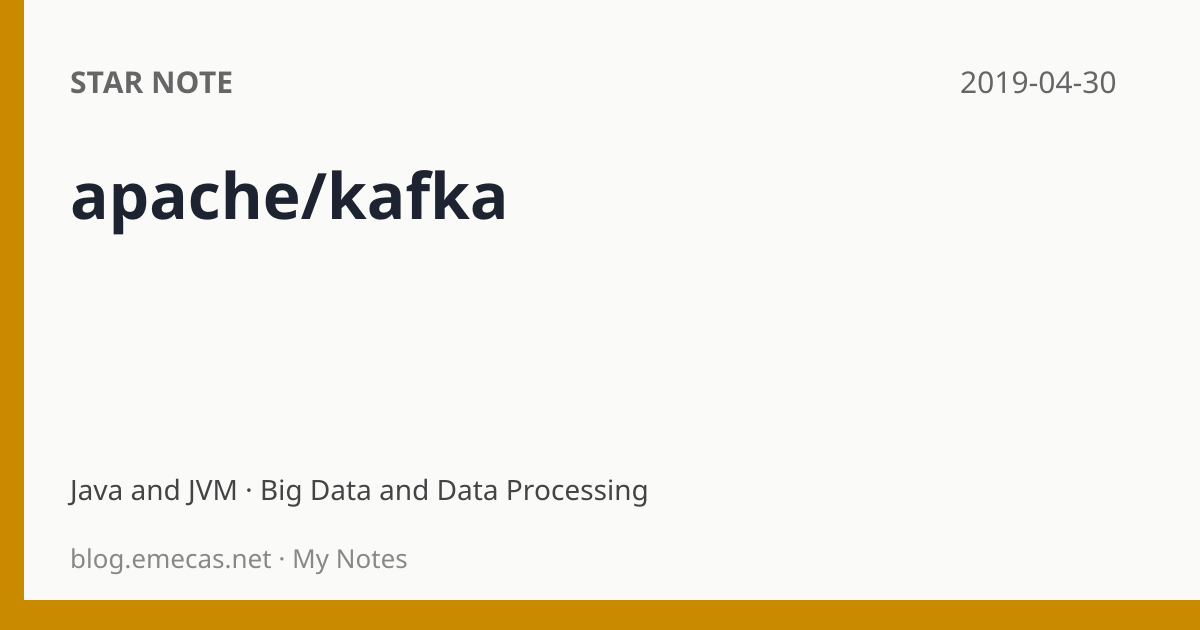 STAR NOTE
2019-04-30
apache/kafka
Java and JVM · Big Data and Data Processing
blog.emecas.net · My Notes